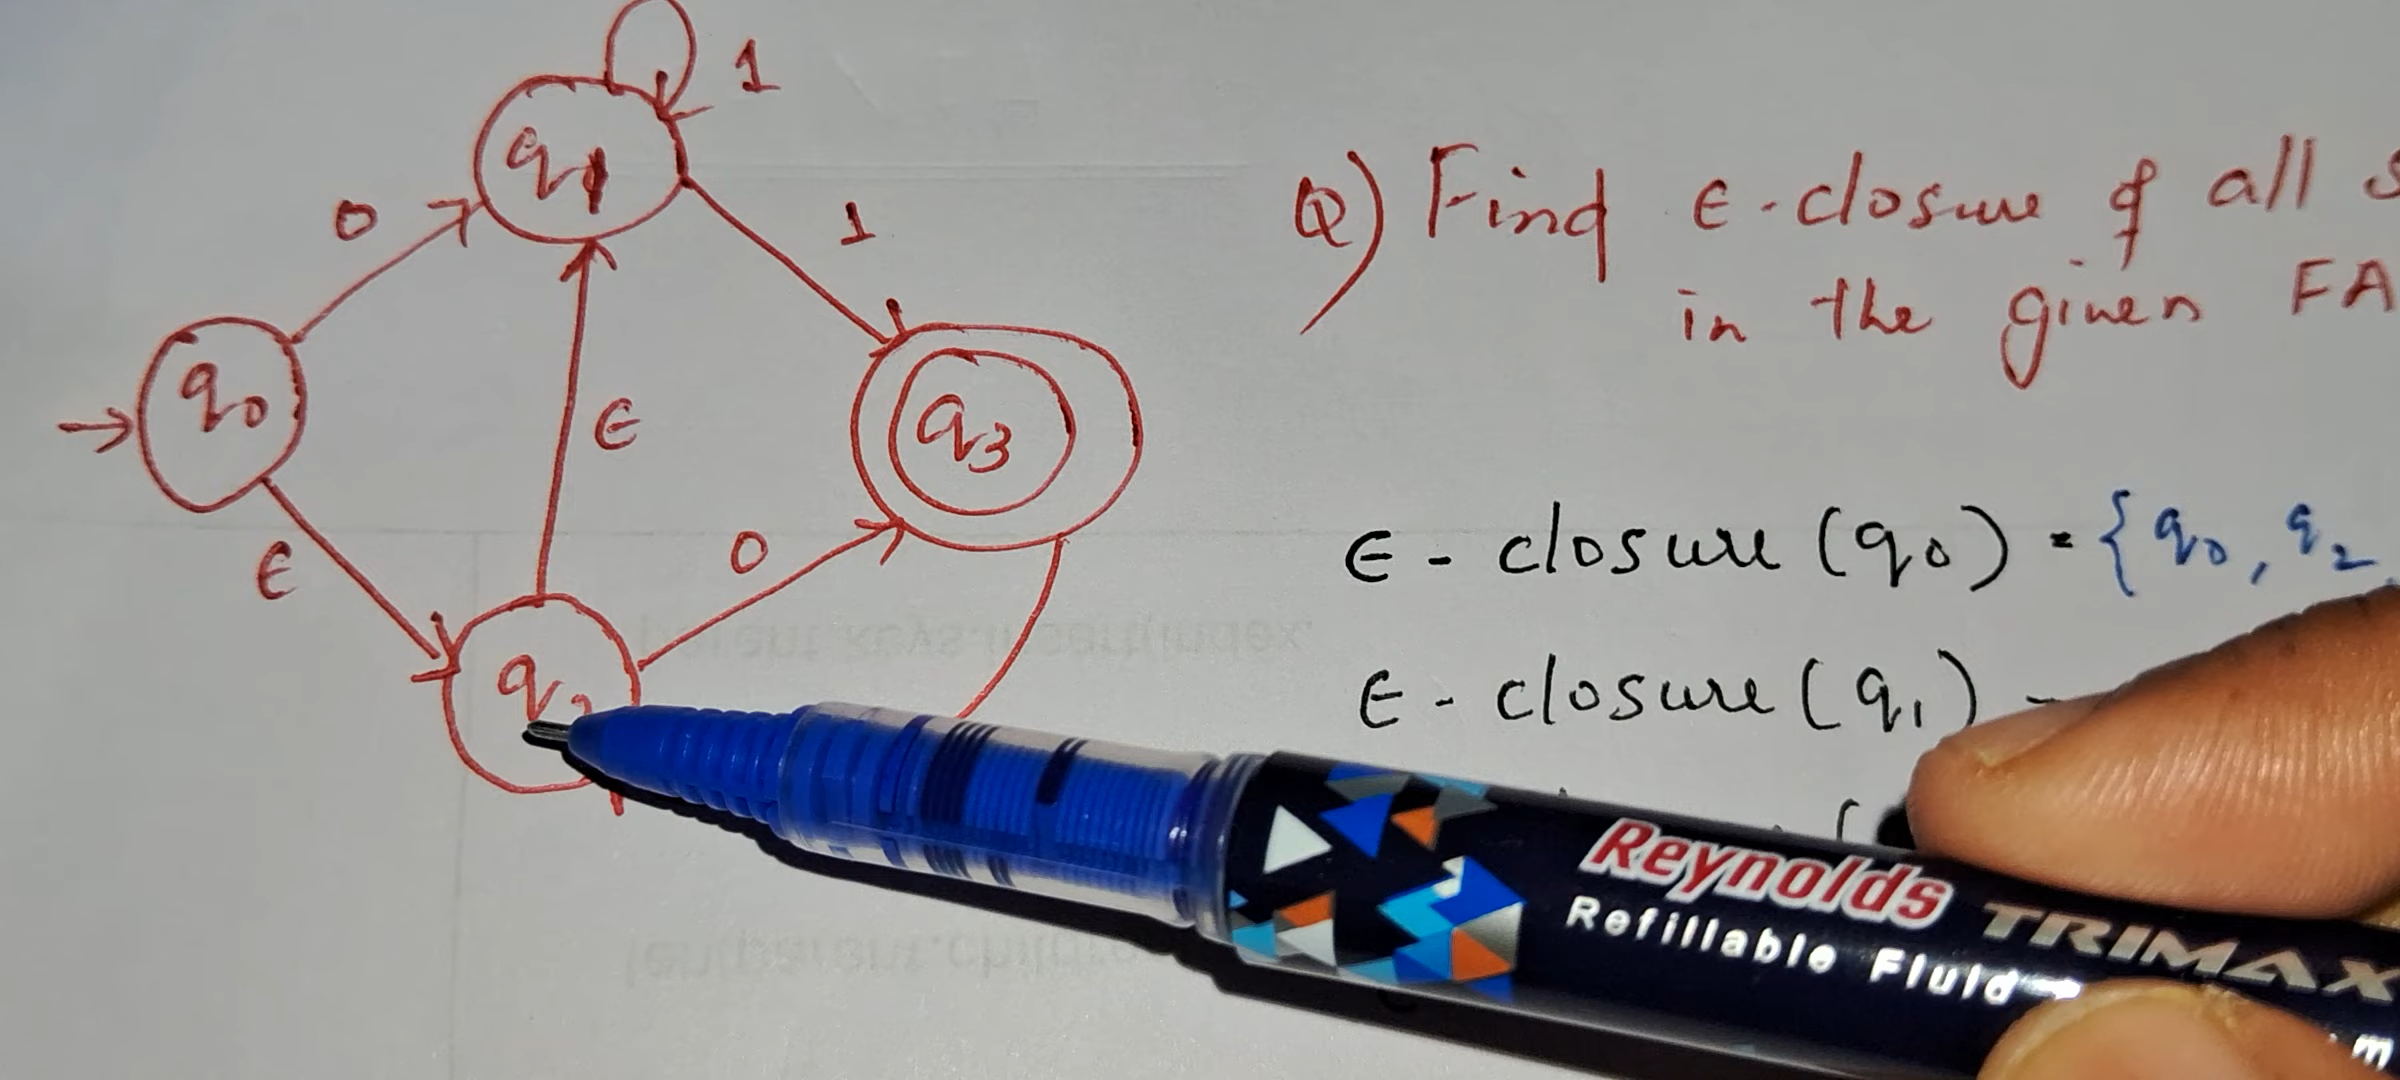 1
q1
0
1
Q) Find ε-closure of all
in the given FA
q0
ε
q3
ε
0
ε - closure (q0) = {q0, q2,
ε - closure (q1) =
q2
Reynolds TRIMAX
Refillable Fluid